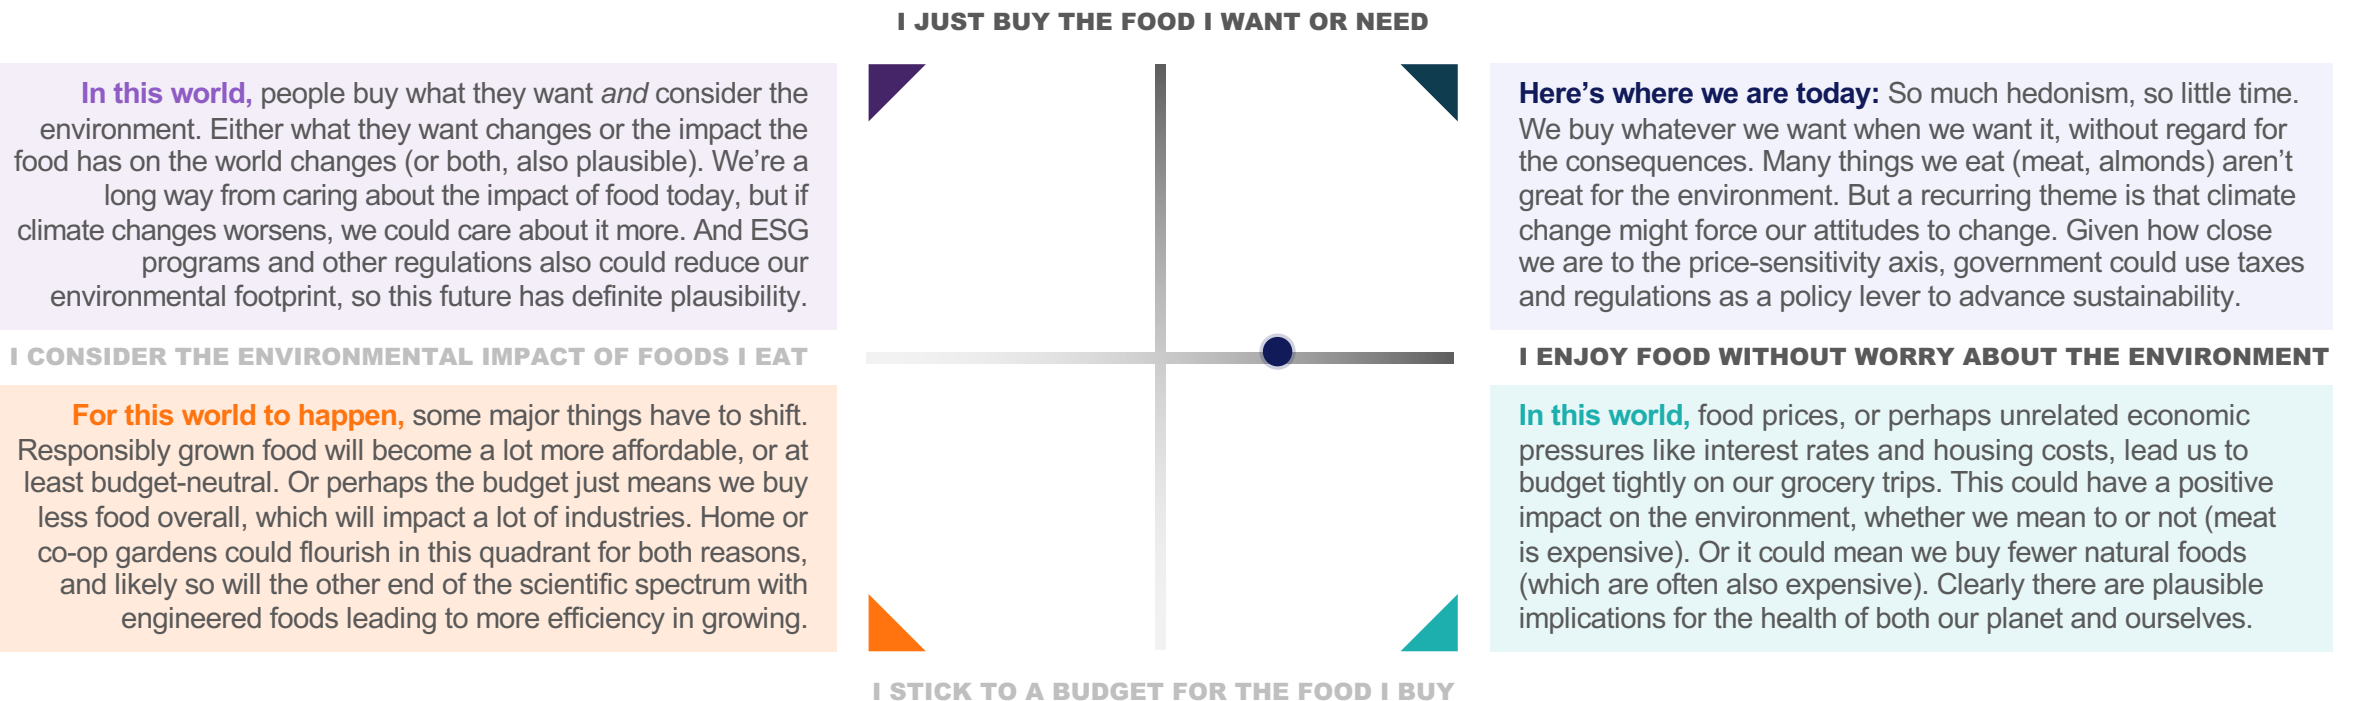 I JUST BUY THE FOOD I WANT OR NEED
In this world, people buy what they want and consider the
environment. Either what they want changes or the impact the
food has on the world changes (or both, also plausible). We’re a
long way from caring about the impact of food today, but if
climate changes worsens, we could care about it more. And ESG
programs and other regulations also could reduce our
environmental footprint, so this future has definite plausibility.
Here’s where we are today: So much hedonism, so little time.
We buy whatever we want when we want it, without regard for
the consequences. Many things we eat (meat, almonds) aren’t
great for the environment. But a recurring theme is that climate
change might force our attitudes to change. Given how close
we are to the price-sensitivity axis, government could use taxes
and regulations as a policy lever to advance sustainability.
I CONSIDER THE ENVIRONMENTAL IMPACT OF FOODS I EAT
I ENJOY FOOD WITHOUT WORRY ABOUT THE ENVIRONMENT
For this world to happen, some major things have to shift.
Responsibly grown food will become a lot more affordable, or at
least budget-neutral. Or perhaps the budget just means we buy
less food overall, which will impact a lot of industries. Home or
co-op gardens could flourish in this quadrant for both reasons,
and likely so will the other end of the scientific spectrum with
engineered foods leading to more efficiency in growing.
In this world, food prices, or perhaps unrelated economic
pressures like interest rates and housing costs, lead us to
budget tightly on our grocery trips. This could have a positive
impact on the environment, whether we mean to or not (meat
is expensive). Or it could mean we buy fewer natural foods
(which are often also expensive). Clearly there are plausible
implications for the health of both our planet and ourselves.
I STICK TO A BUDGET FOR THE FOOD I BUY